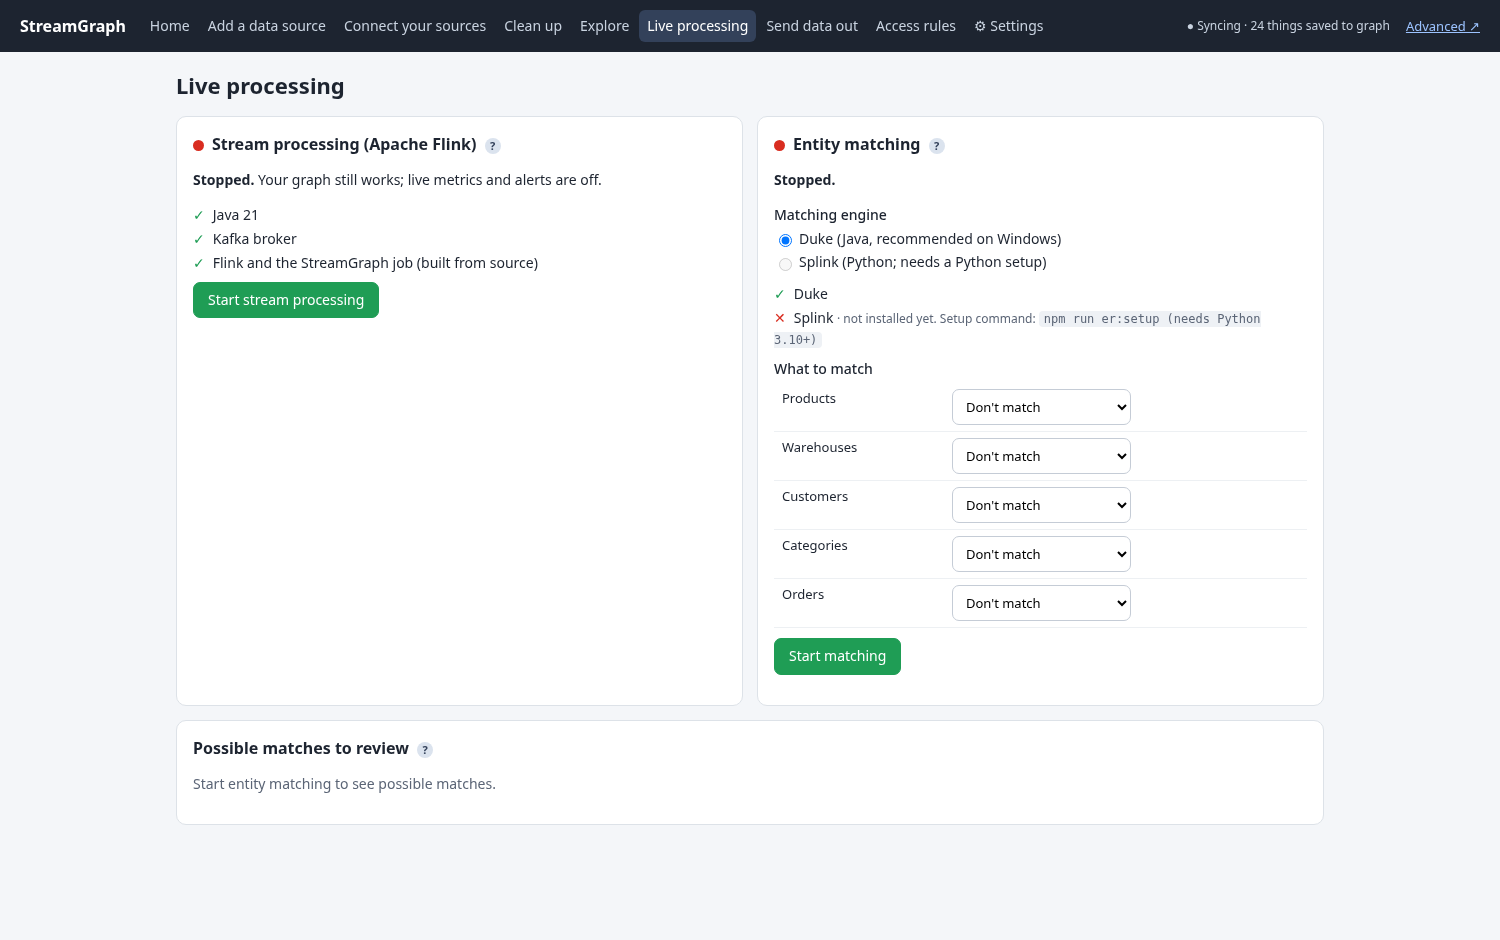 StreamGraph Home Add a data source Connect your sources Clean up Explore Live processing Send data out Access rules ⚙ Settings ● Syncing · 24 things saved to graph Advanced ↗
Live processing
Stream processing (Apache Flink) ?
Stopped. Your graph still works; live metrics and alerts are off.
✓ Java 21
✓ Kafka broker
✓ Flink and the StreamGraph job (built from source)
Start stream processing
Entity matching ?
Stopped.
Matching engine
Duke (Java, recommended on Windows)
Splink (Python; needs a Python setup)
✓ Duke
✕ Splink · not installed yet. Setup command: npm run er:setup (needs Python
3.10+)
What to match
Products Don't match
Warehouses Don't match
Customers Don't match
Categories Don't match
Orders Don't match
Start matching
Possible matches to review ?
Start entity matching to see possible matches.